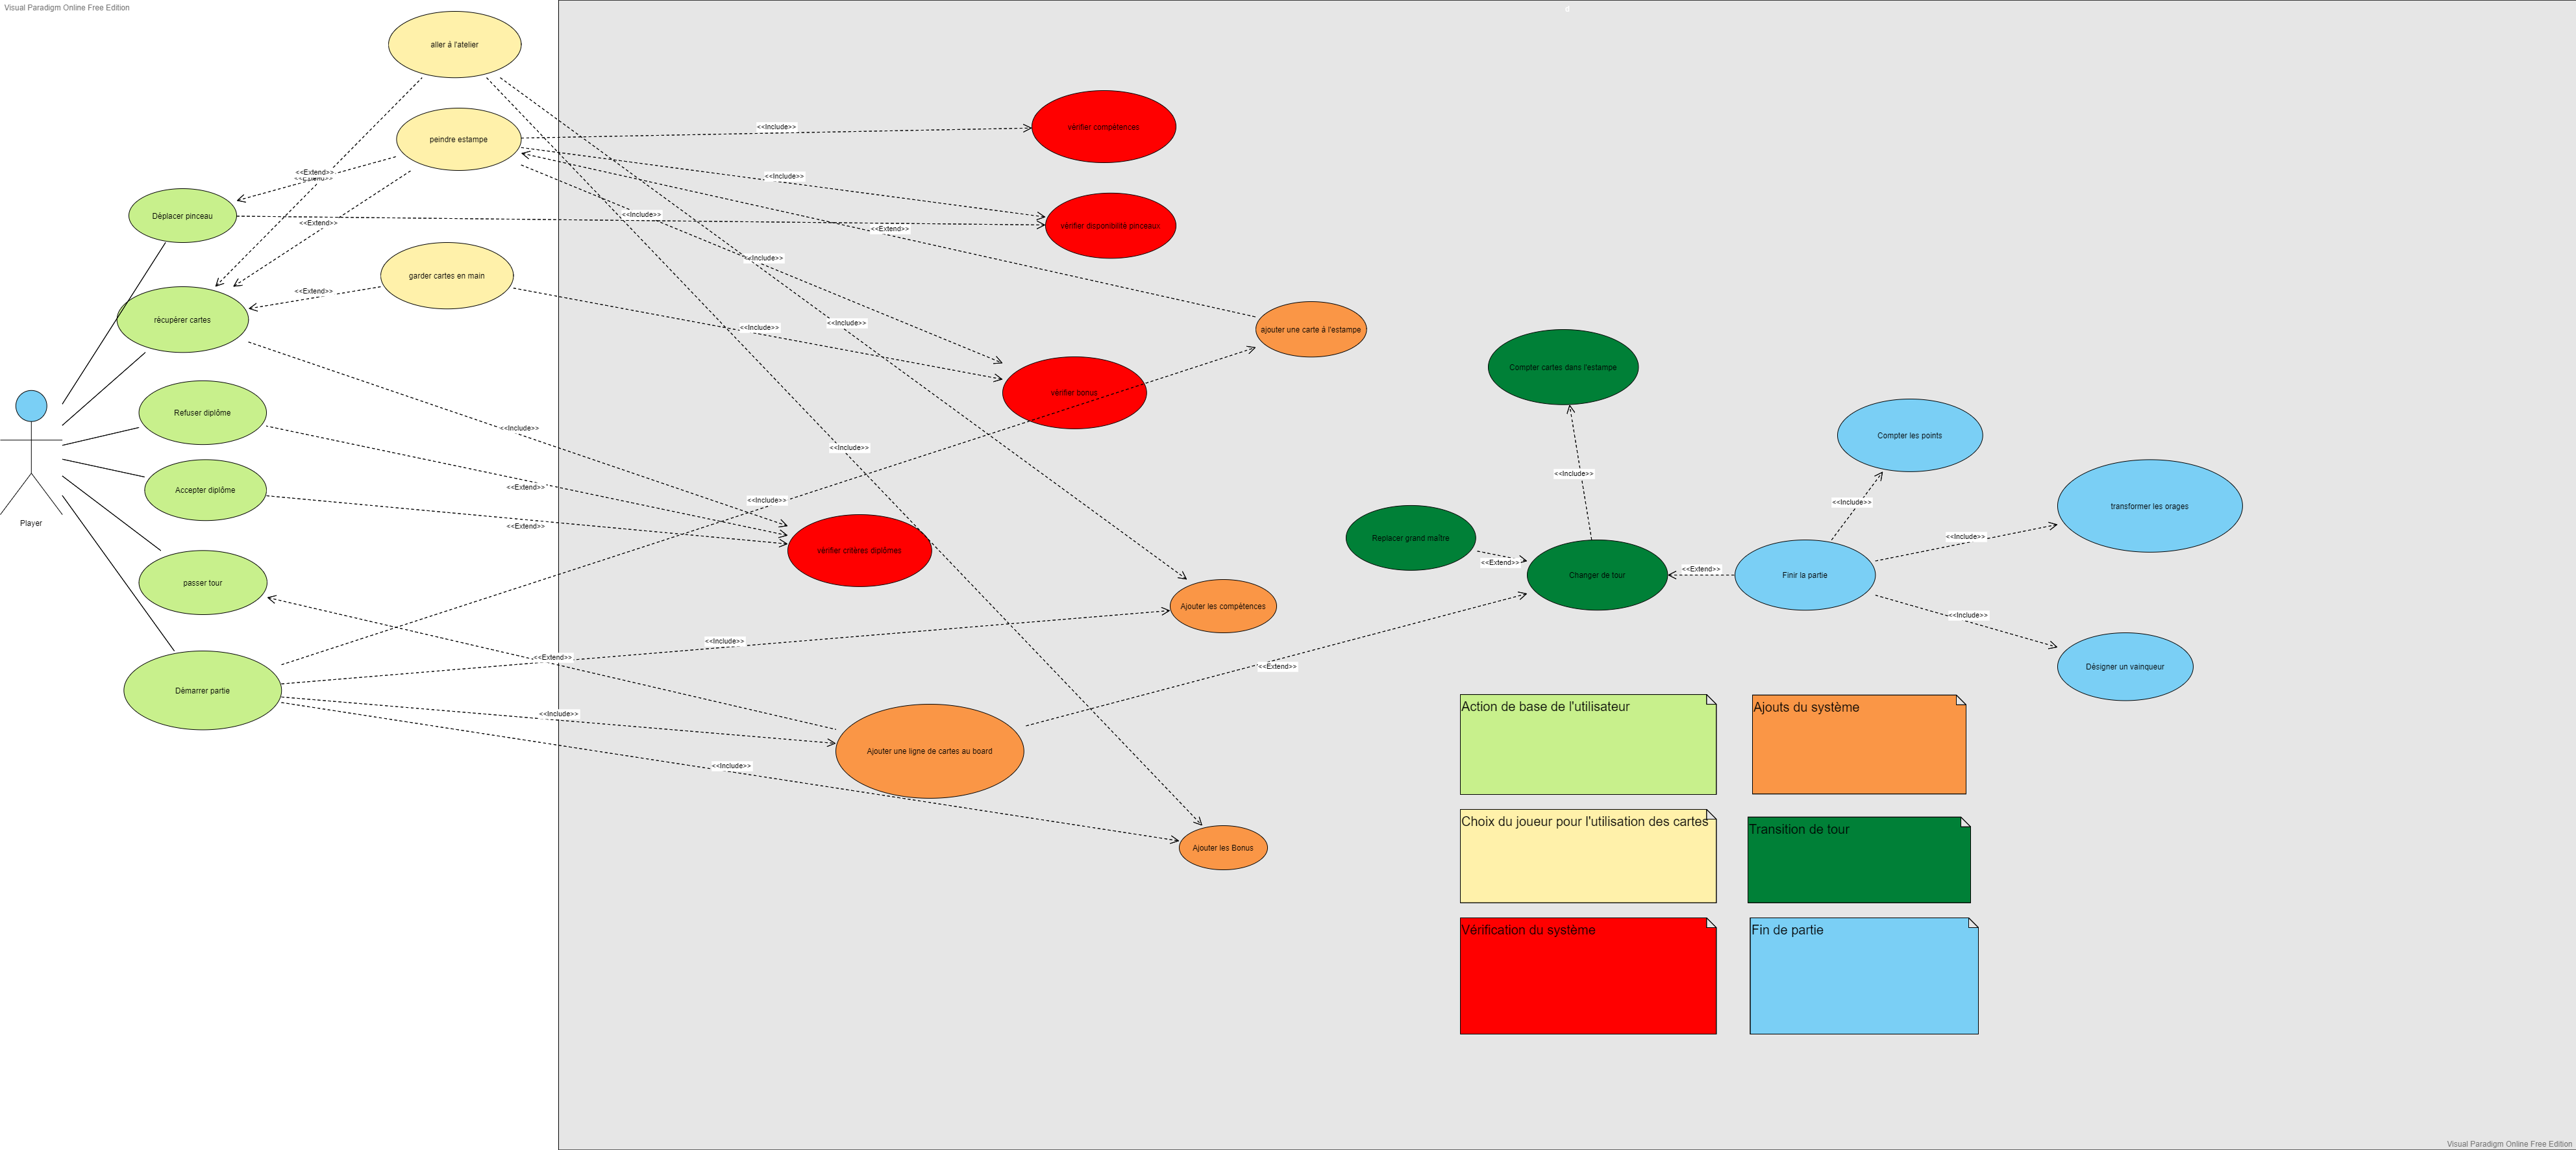 Visual Paradigm Online Free Edition
d
aller à l'atelier
peindre estampe
Déplacer pinceau
garder cartes en main
récupérer cartes
Refuser diplôme
Accepter diplôme
Player
passer tour
Démarrer partie
<<Extend>>
<<Extend>>
<<Extend>>
<<Extend>>
<<Include>>
<<Include>>
<<Include>>
<<Extend>>
<<Include>>
<<Include>>
<<Include>>
<<Include>>
<<Include>>
<<Extend>>
<<Include>>
<<Extend>>
<<Include>>
<<Extend>>
<<Include>>
<<Include>>
vérifier compétences
vérifier disponibilité pinceaux
ajouter une carte à l'estampe
vérifier bonus
vérifier critères diplômes
Ajouter les compétences
Ajouter une ligne de cartes au board
Ajouter les Bonus
<<Extend>>
Compter cartes dans l'estampe
<<Include>>
Replacer grand maître
<<Extend>>
Changer de tour
<<Extend>>
Finir la partie
Compter les points
<<Include>>
transformer les orages
<<Include>>
<<Include>>
Désigner un vainqueur
Action de base de l'utilisateur
Ajouts du système
Choix du joueur pour l'utilisation des cartes
Transition de tour
Vérification du système
Fin de partie
Visual Paradigm Online Free Edition